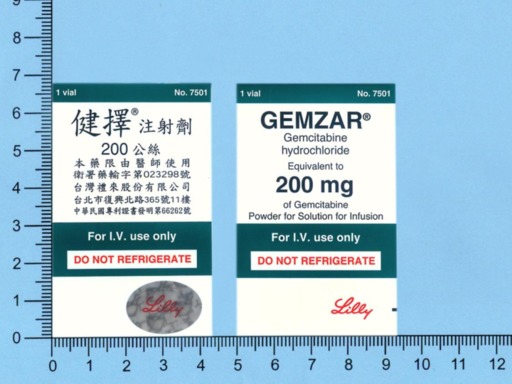 1 vial No. 7501
健擇® 注射劑
200 公絲
本藥限由醫師使用
衛署藥輸字第023298號
台灣禮來股份有限公司
台北市復興北路365號11樓
中華民國專利證書發明第66262號
For I.V. use only
DO NOT REFRIGERATE
Lilly
1 vial No. 7501
GEMZAR®
Gemcitabine
hydrochloride
Equivalent to
200 mg
of Gemcitabine
Powder for Solution for Infusion
For I.V. use only
DO NOT REFRIGERATE
Lilly
9
8
7
6
5
4
3
2
1
0
0 1 2 3 4 5 6 7 8 9 10 11 12